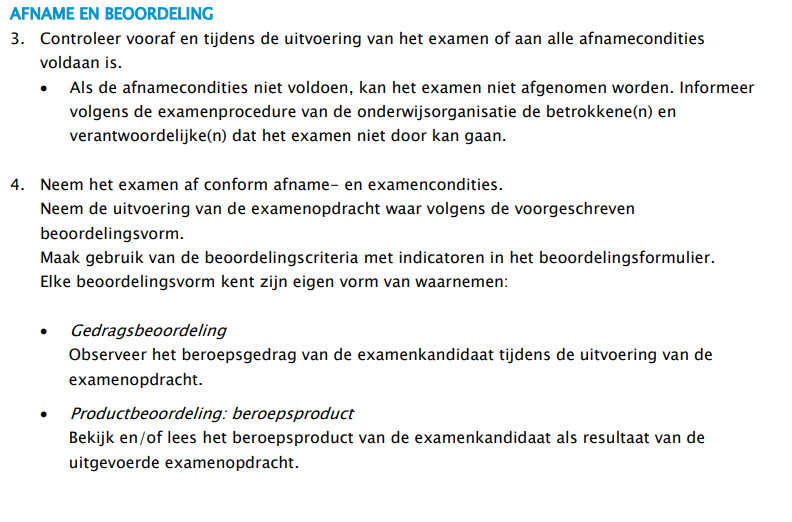 AFNAME EN BEOORDELING
3. Controleer vooraf en tijdens de uitvoering van het examen of aan alle afnamecondities
voldaan is.
• Als de afnamecondities niet voldoen, kan het examen niet afgenomen worden. Informeer
volgens de examenprocedure van de onderwijsorganisatie de betrokkene(n) en
verantwoordelijke(n) dat het examen niet door kan gaan.
4. Neem het examen af conform afname- en examencondities.
Neem de uitvoering van de examenopdracht waar volgens de voorgeschreven
beoordelingsvorm.
Maak gebruik van de beoordelingscriteria met indicatoren in het beoordelingsformulier.
Elke beoordelingsvorm kent zijn eigen vorm van waarnemen:
• Gedragsbeoordeling
Observeer het beroepsgedrag van de examenkandidaat tijdens de uitvoering van de
examenopdracht.
• Productbeoordeling: beroepsproduct
Bekijk en/of lees het beroepsproduct van de examenkandidaat als resultaat van de
uitgevoerde examenopdracht.